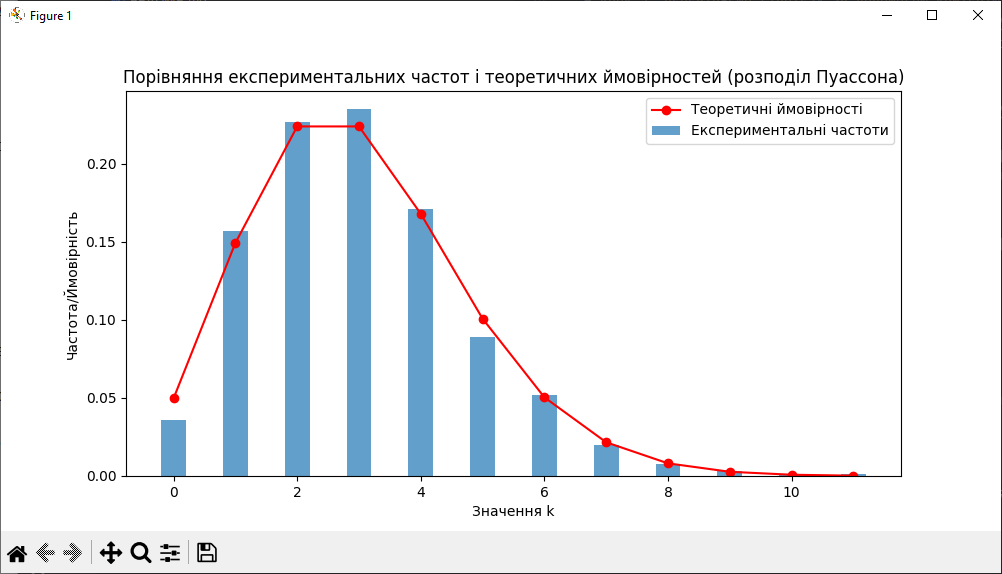 Figure 1
Порівняння експериментальних частот і теоретичних ймовірностей (розподіл Пуассона)
Теоретичні ймовірності
Експериментальні частоти
Частота/Ймовірність
0.20
0.15
0.10
0.05
0.00
0 2 4 6 8 10
Значення k